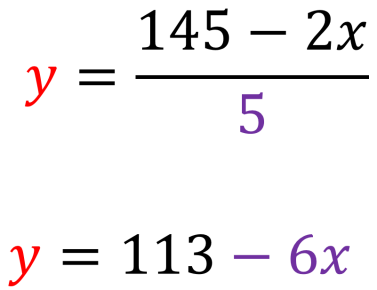 y = (145 − 2x)/5
y = 113 − 6x